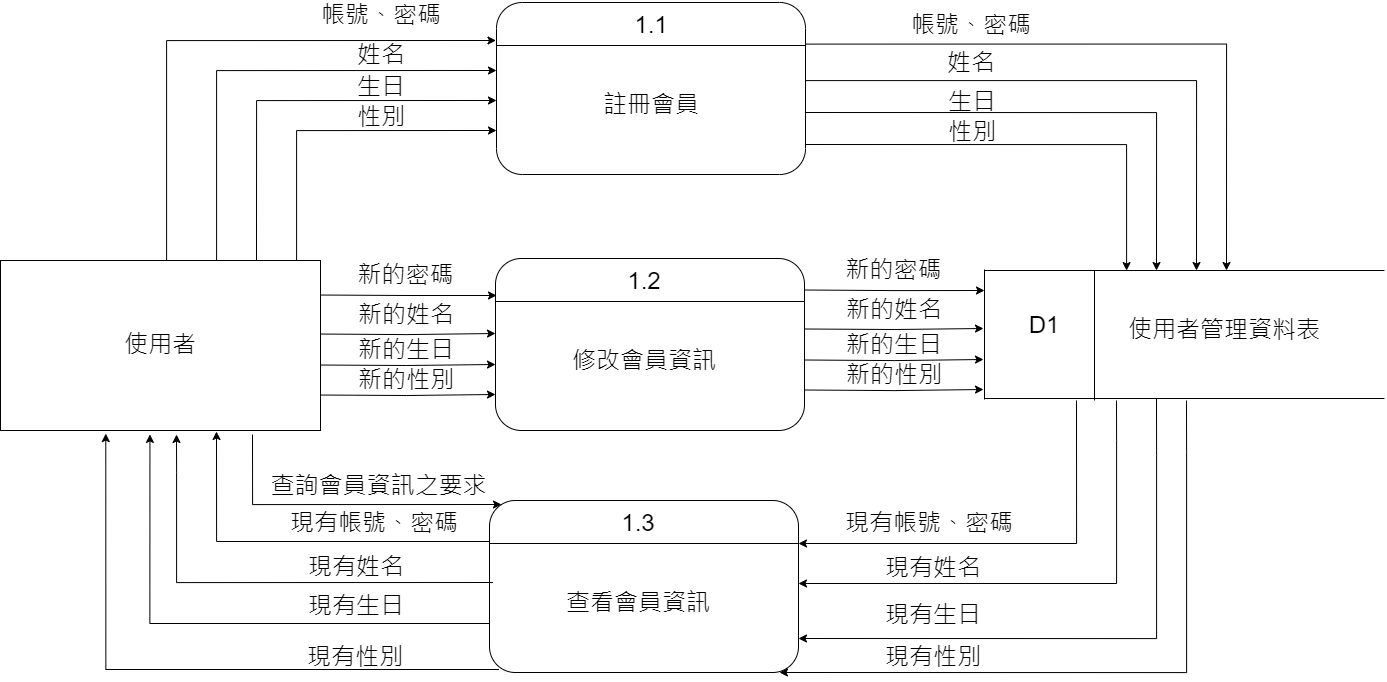 帳號、密碼
姓名
生日
性別
1.1
註冊會員
帳號、密碼
姓名
生日
性別
使用者
新的密碼
新的姓名
新的生日
新的性別
1.2
修改會員資訊
新的密碼
新的姓名
新的生日
新的性別
D1
使用者管理資料表
查詢會員資訊之要求
現有帳號、密碼
現有姓名
現有生日
現有性別
1.3
查看會員資訊
現有帳號、密碼
現有姓名
現有生日
現有性別